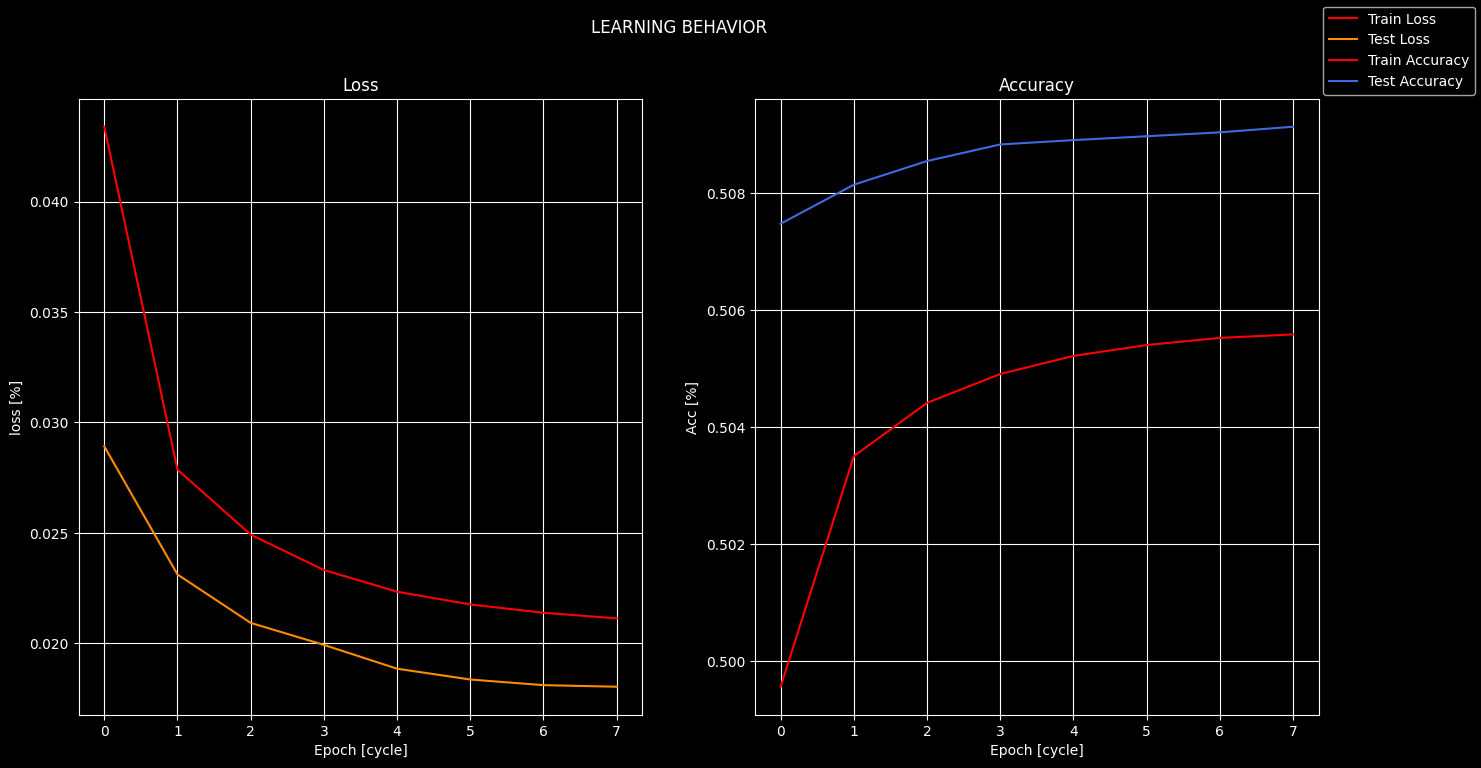 LEARNING BEHAVIOR
Train Loss
Test Loss
Train Accuracy
Test Accuracy
Loss
0.040
0.035
0.030
0.025
0.020
loss [%]
0 1 2 3 4 5 6 7
Epoch [cycle]
Accuracy
0.508
0.506
0.504
0.502
0.500
Acc [%]
0 1 2 3 4 5 6 7
Epoch [cycle]